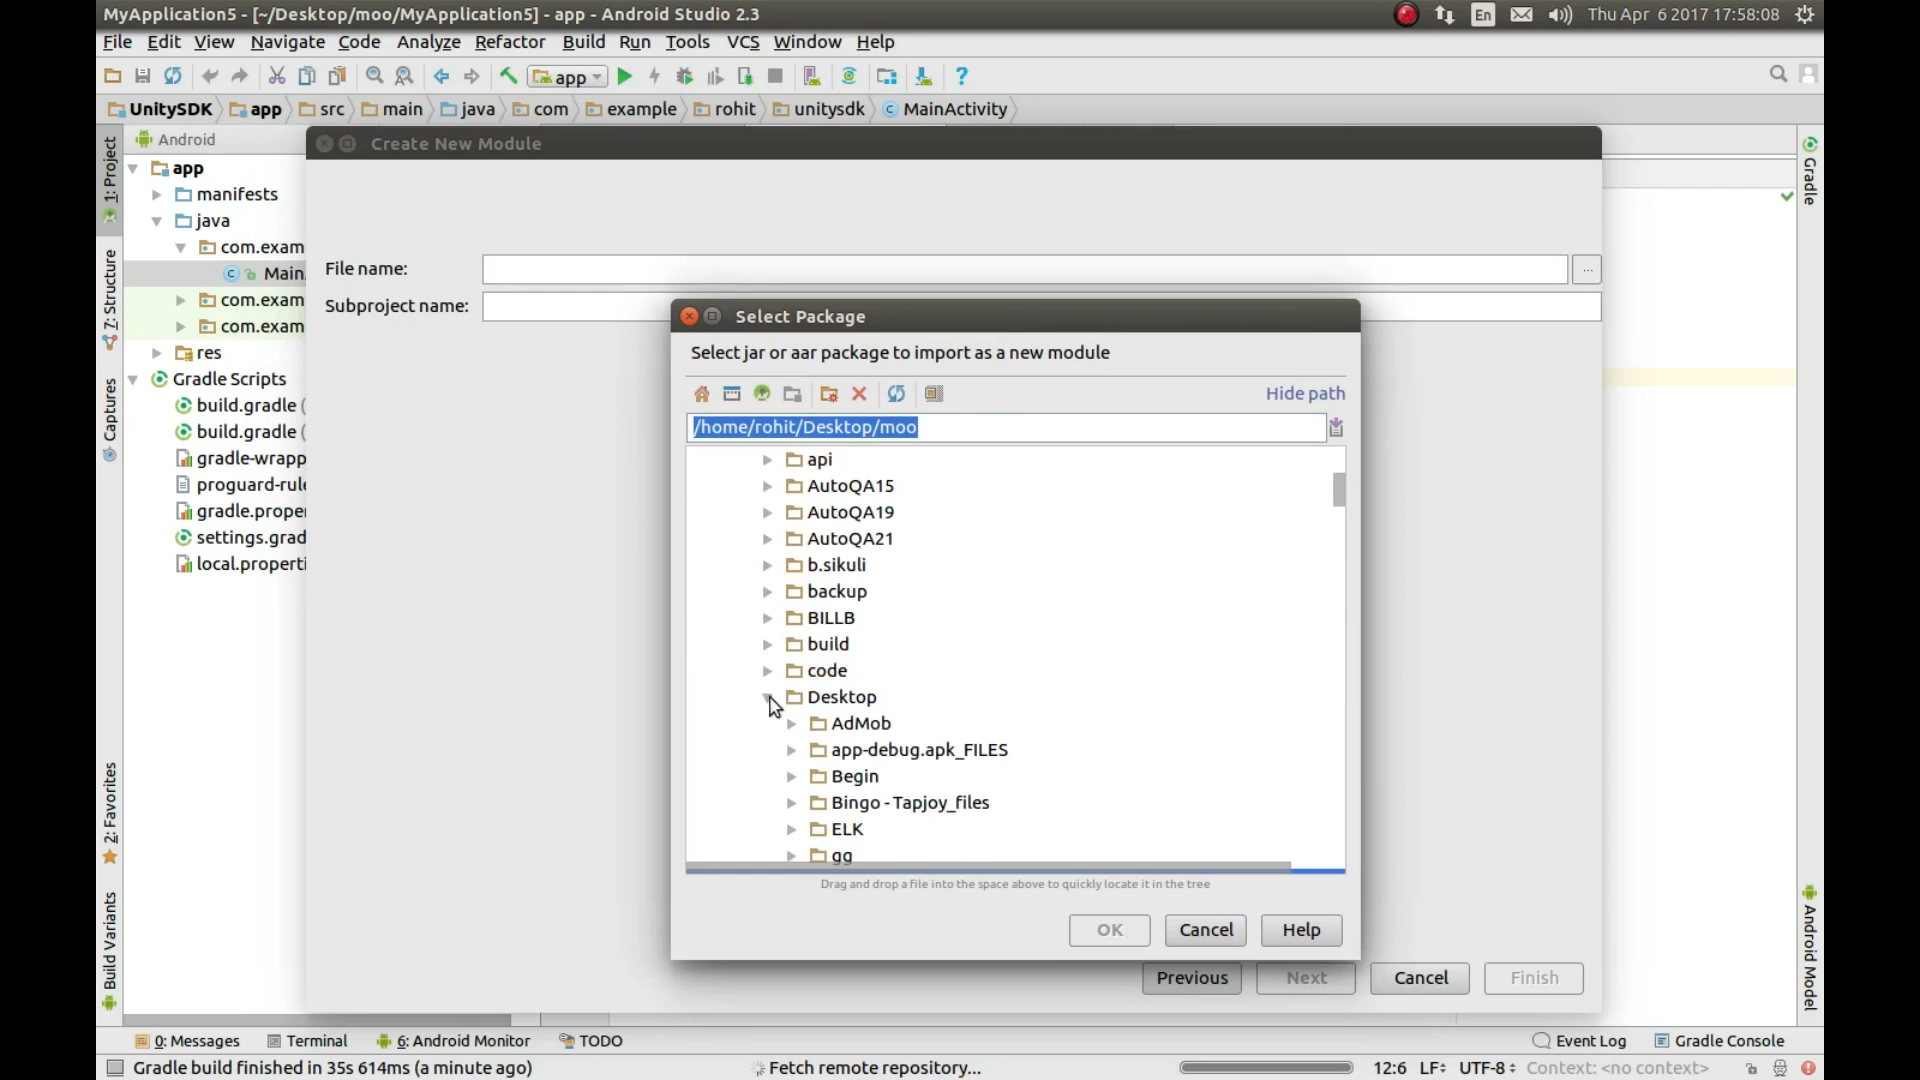 MyApplication5 - [~/Desktop/moo/MyApplication5] - app - Android Studio 2.3
En
Thu Apr 6 2017 17:58:08
File Edit View Navigate Code Analyze Refactor Build Run Tools VCS Window Help
app
UnitySDK app src main java com example rohit unitysdk MainActivity
1: Project
7: Structure
Captures
2: Favorites
Build Variants
Android
app
manifests
java
com.exam
Main
com.exam
com.exam
res
Gradle Scripts
build.gradle (
build.gradle (
gradle-wrapp
proguard-rule
gradle.proper
settings.grad
local.properti
Create New Module
File name:
...
Subproject name:
Select Package
Select jar or aar package to import as a new module
Hide path
/home/rohit/Desktop/moo
api
AutoQA15
AutoQA19
AutoQA21
b.sikuli
backup
BILLB
build
code
Desktop
AdMob
app-debug.apk_FILES
Begin
Bingo - Tapjoy_files
ELK
gg
Drag and drop a file into the space above to quickly locate it in the tree
OK Cancel Help
Previous Next Cancel Finish
Gradle
Android Model
0: Messages Terminal 6: Android Monitor TODO Event Log Gradle Console
Gradle build finished in 35s 614ms (a minute ago) Fetch remote repository... 12:6 LF UTF-8 Context: <no context>